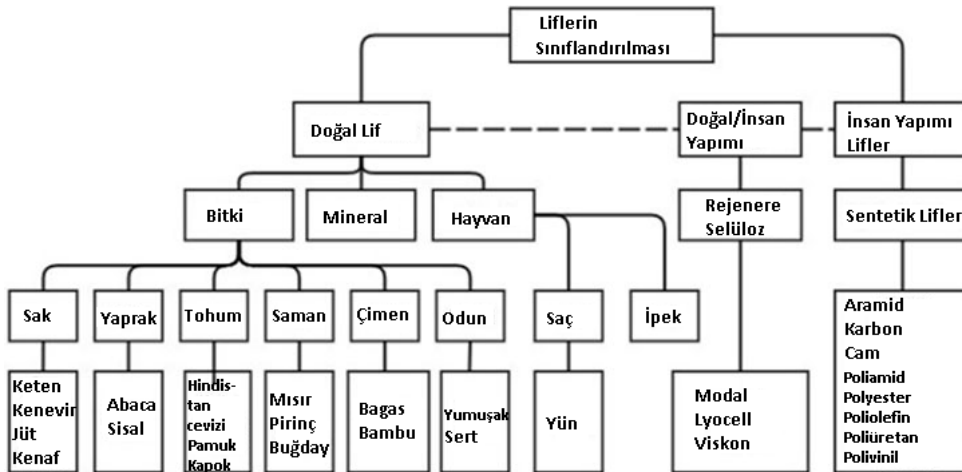 Liflerin
Sınıflandırılması
Doğal Lif
Doğal/İnsan
Yapımı
İnsan Yapımı
Lifler
Bitki
Mineral
Hayvan
Rejenere
Selüloz
Sentetik Lifler
Sak
Yaprak
Tohum
Saman
Çimen
Odun
Saç
İpek
Keten
Kenevir
Jüt
Kenaf
Abaca
Sisal
Hindis-
tan
cevizi
Pamuk
Kapok
Mısır
Pirinç
Buğday
Bagas
Bambu
Yumuşak
Sert
Yün
Modal
Lyocell
Viskon
Aramid
Karbon
Cam
Poliamid
Polyester
Poliolefin
Poliüretan
Polivinil